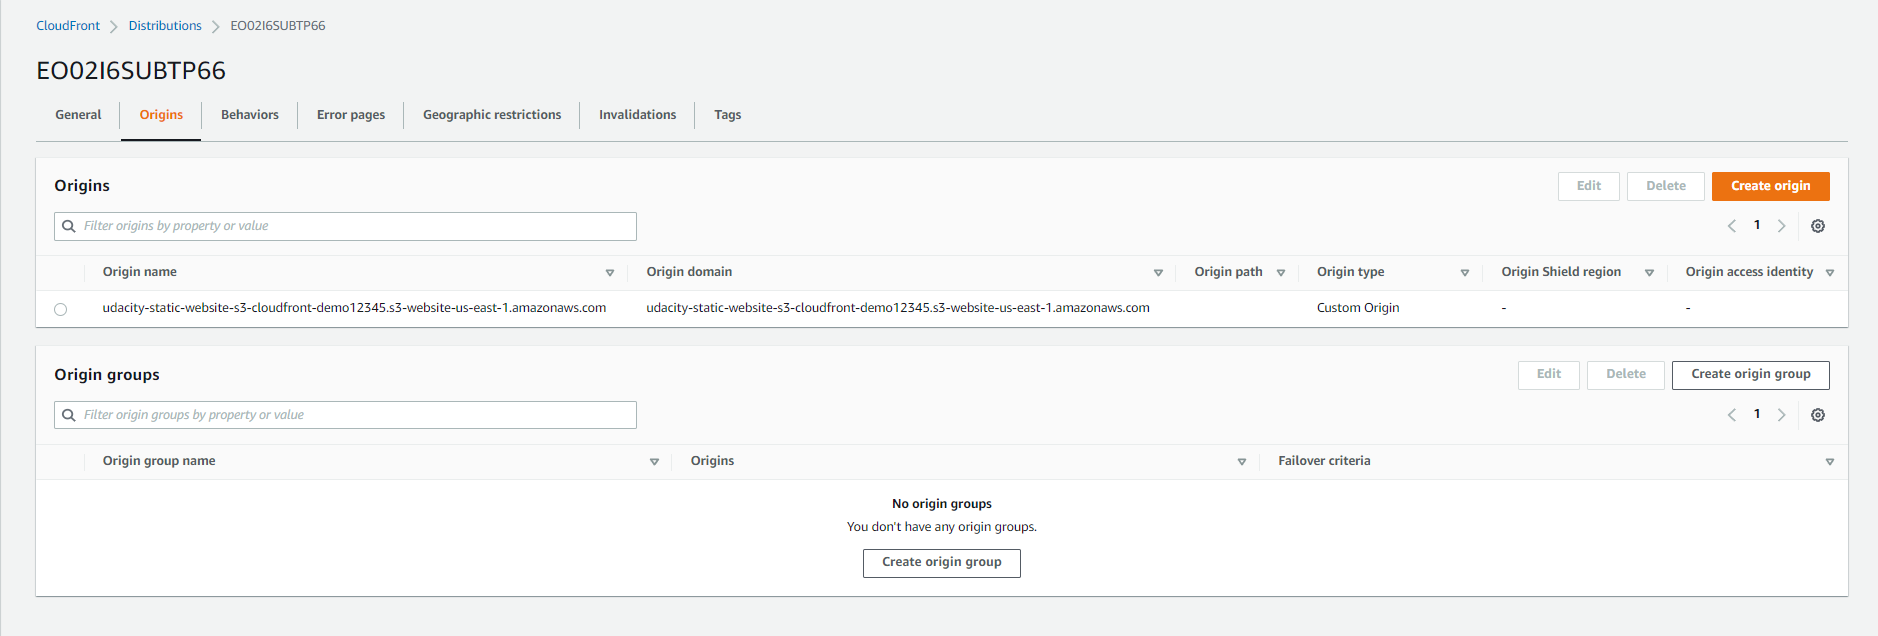 CloudFront > Distributions > EO02I6SUBTP66
EO02I6SUBTP66
General Origins Behaviors Error pages Geographic restrictions Invalidations Tags
Origins Edit Delete Create origin
Filter origins by property or value 1
Origin name Origin domain Origin path Origin type Origin Shield region Origin access identity
udacity-static-website-s3-cloudfront-demo12345.s3-website-us-east-1.amazonaws.com udacity-static-website-s3-cloudfront-demo12345.s3-website-us-east-1.amazonaws.com Custom Origin - -
Origin groups Edit Delete Create origin group
Filter origin groups by property or value 1
Origin group name Origins Failover criteria
No origin groups
You don't have any origin groups.
Create origin group